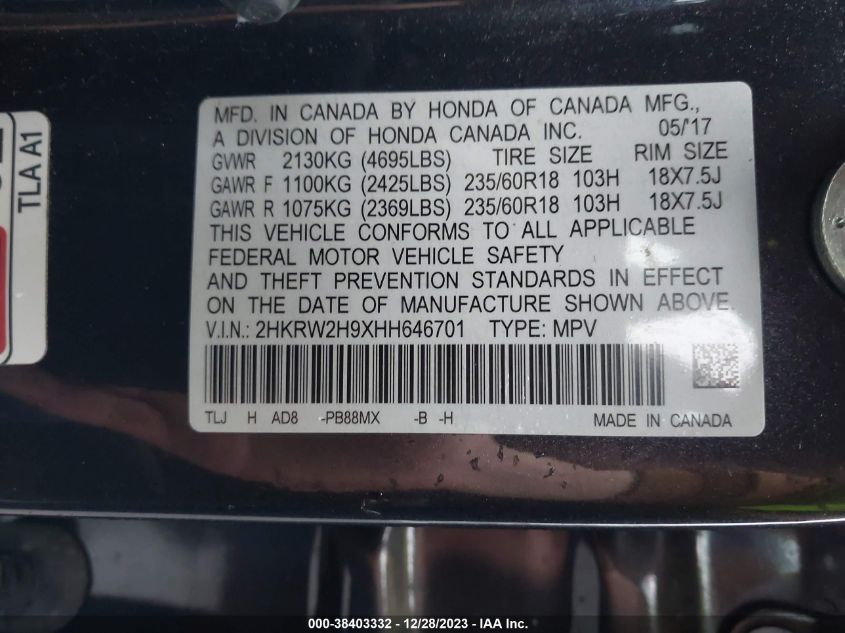 TLA A1
MFD. IN CANADA BY HONDA OF CANADA MFG.,
A DIVISION OF HONDA CANADA INC. 05/'17
GVWR 2130KG (4695LBS) TIRE SIZE RIM SIZE
GAWR F 1100KG (2425LBS) 235/60R18 103H 18X7.5J
GAWR R 1075KG (2369LBS) 235/60R18 103H 18X7.5J
THIS VEHICLE CONFORMS TO ALL APPLICABLE
FEDERAL MOTOR VEHICLE SAFETY
AND THEFT PREVENTION STANDARDS IN EFFECT
ON THE DATE OF MANUFACTURE SHOWN ABOVE.
V.I.N.: 2HKRW2H9XHH646701 TYPE: MPV
TLJ H AD8 -PB88MX -B -H MADE IN CANADA
000-38403332 - 12/28/2023 - IAA Inc.